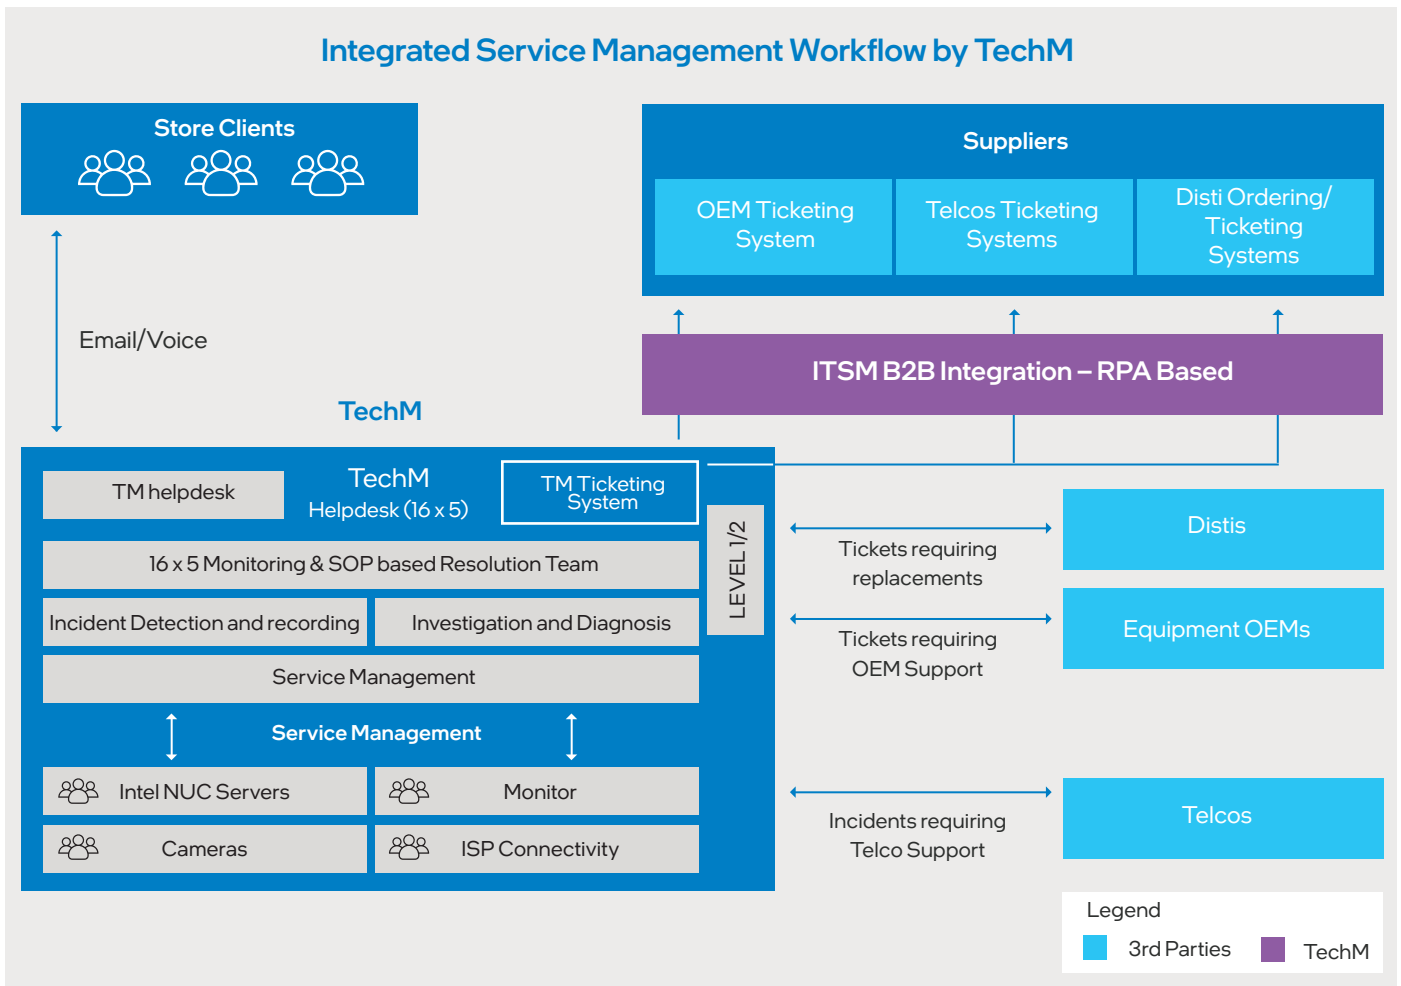 Integrated Service Management Workflow by TechM
Store Clients
Suppliers
OEM Ticketing
System
Telcos Ticketing
Systems
Disti Ordering/
Ticketing
Systems
Email/Voice
ITSM B2B Integration – RPA Based
TechM
TM helpdesk
TechM
Helpdesk (16 x 5)
TM Ticketing
System
LEVEL 1/2
16 x 5 Monitoring & SOP based Resolution Team
Incident Detection and recording
Investigation and Diagnosis
Service Management
Service Management
Intel NUC Servers
Monitor
Cameras
ISP Connectivity
Tickets requiring
replacements
Distis
Tickets requiring
OEM Support
Equipment OEMs
Incidents requiring
Telco Support
Telcos
Legend
3rd Parties
TechM